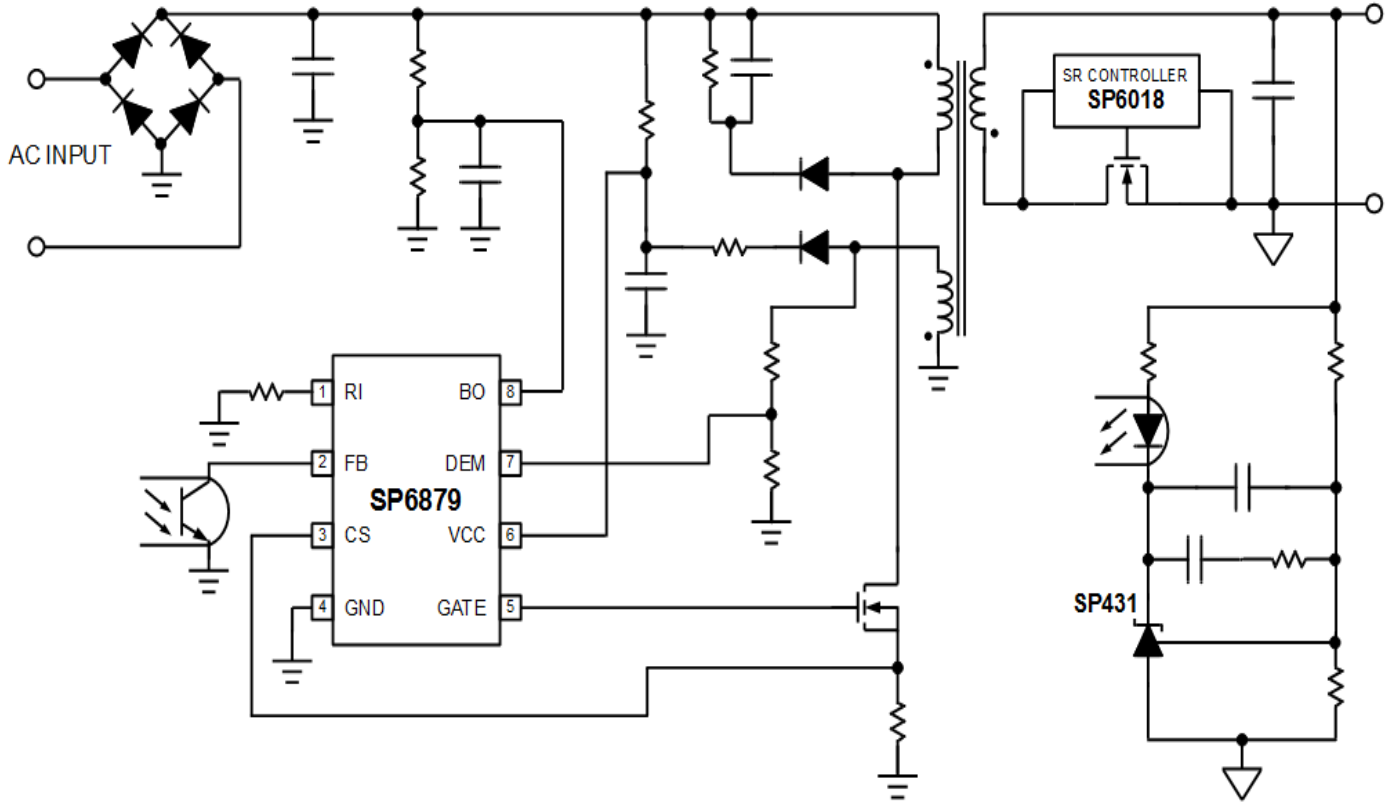 SR CONTROLLER
SP6018
AC INPUT
1 RI BO 8
2 FB DEM 7
SP6879
3 CS VCC 6
4 GND GATE 5
SP431